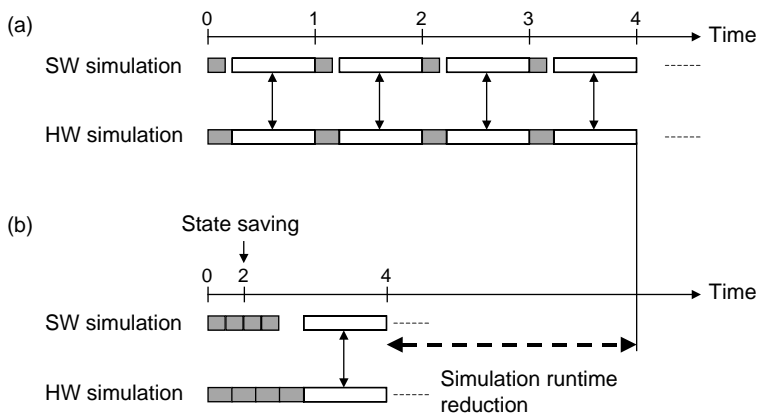 (a)
0 1 2 3 4
Time
SW simulation
HW simulation
(b)
State saving
0 2 4
Time
SW simulation
HW simulation
Simulation runtime
reduction